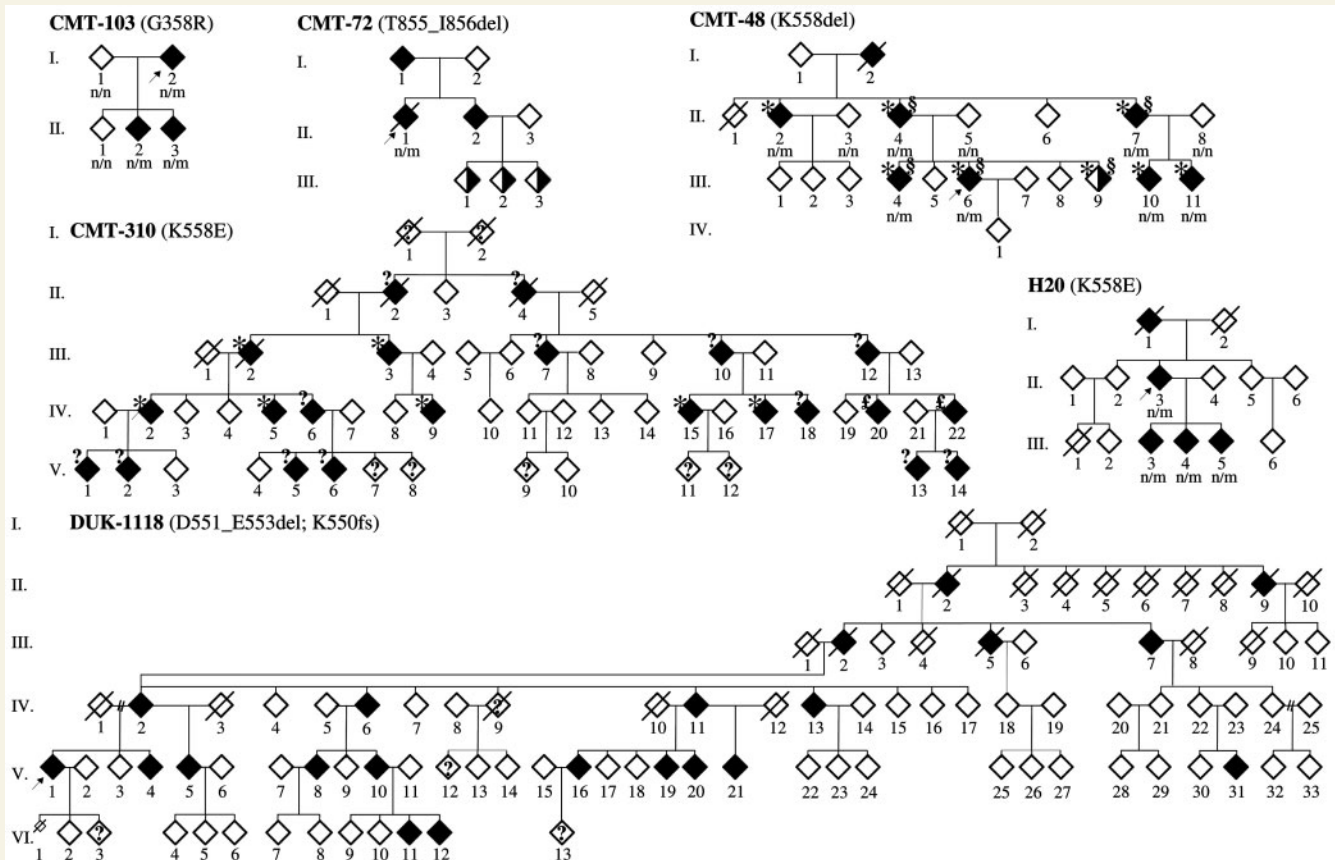 CMT-103 (G358R)
I.
1 2
n/n n/m
II.
1 2 3
n/n n/m n/m
CMT-72 (T855_I856del)
I.
1 2
II.
1 2 3
n/m
III.
1 2 3
CMT-48 (K558del)
I.
1 2
* * § * §
II.
1 2 3 4 5 6 7 8
n/m n/n n/m n/n n/m n/n
* § * § * § * *
III.
1 2 3 4 5 6 7 8 9 10 11
n/m n/m n/m n/m
IV.
1
CMT-310 (K558E)
I.
? ?
1 2
? ?
II.
1 2 3 4 5
* * ? ? ?
III.
1 2 3 4 5 6 7 8 9 10 11 12 13
* * ? * * * ? £ £
IV.
1 2 3 4 5 6 7 8 9 10 11 12 13 14 15 16 17 18 19 20 21 22
? ? ? ? ? ? ? ? ? ? ?
V.
1 2 3 4 5 6 7 8 9 10 11 12 13 14
H20 (K558E)
I.
1 2
II.
1 2 3 4 5 6
n/m
III.
1 2 3 4 5 6
n/m n/m n/m
DUK-1118 (D551_E553del; K550fs)
I.
1 2
II.
1 2 3 4 5 6 7 8 9 10
III.
1 2 3 4 5 6 7 8 9 10 11
IV.
?
1 2 3 4 5 6 7 8 9 10 11 12 13 14 15 16 17 18 19 20 21 22 23 24 25
V.
?
1 2 3 4 5 6 7 8 9 10 11 12 13 14 15 16 17 18 19 20 21 22 23 24 25 26 27 28 29 30 31 32 33
VI.
? ?
1 2 3 4 5 6 7 8 9 10 11 12 13